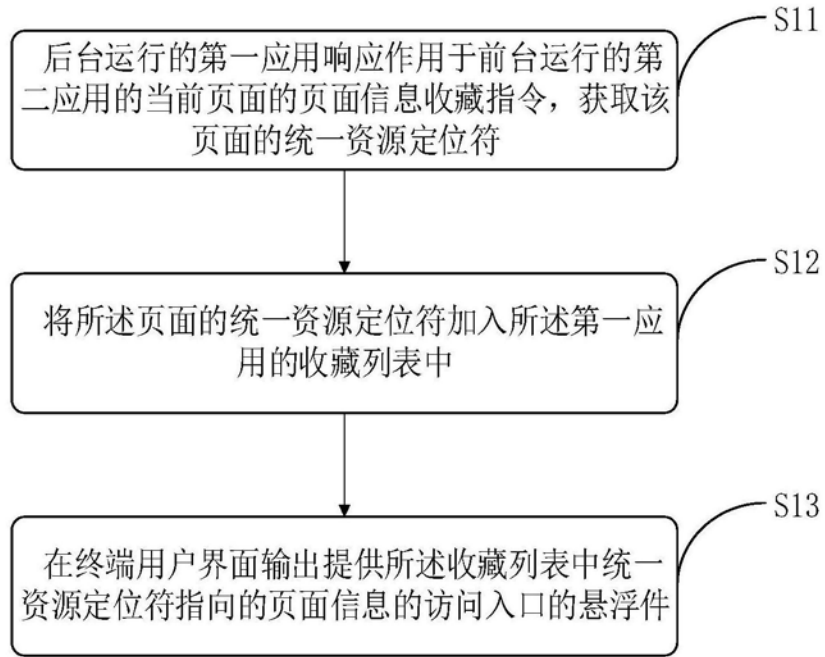 S11
后台运行的第一应用响应作用于前台运行的第
二应用的当前页面的页面信息收藏指令，获取该
页面的统一资源定位符
S12
将所述页面的统一资源定位符加入所述第一应
用的收藏列表中
S13
在终端用户界面输出提供所述收藏列表中统一
资源定位符指向的页面信息的访问入口的悬浮件